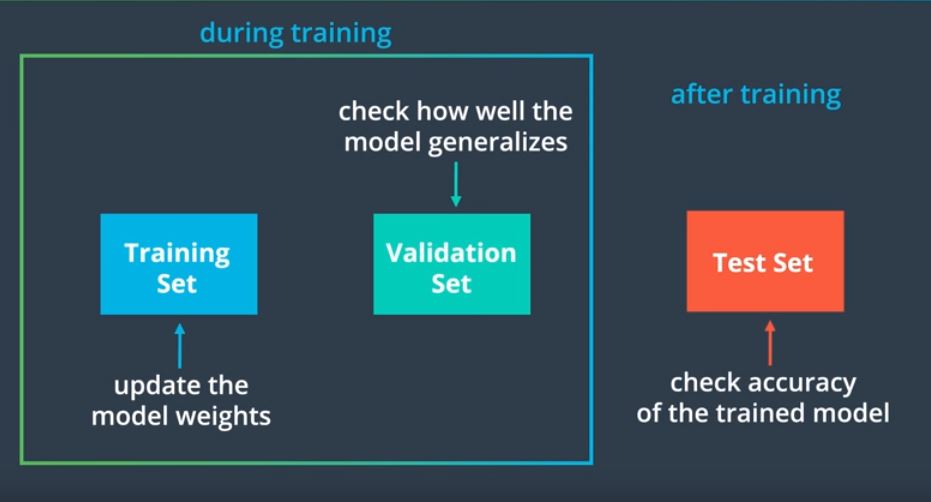 during training
after training
check how well the
model generalizes
Training
Set
Validation
Set
Test Set
update the
model weights
check accuracy
of the trained model